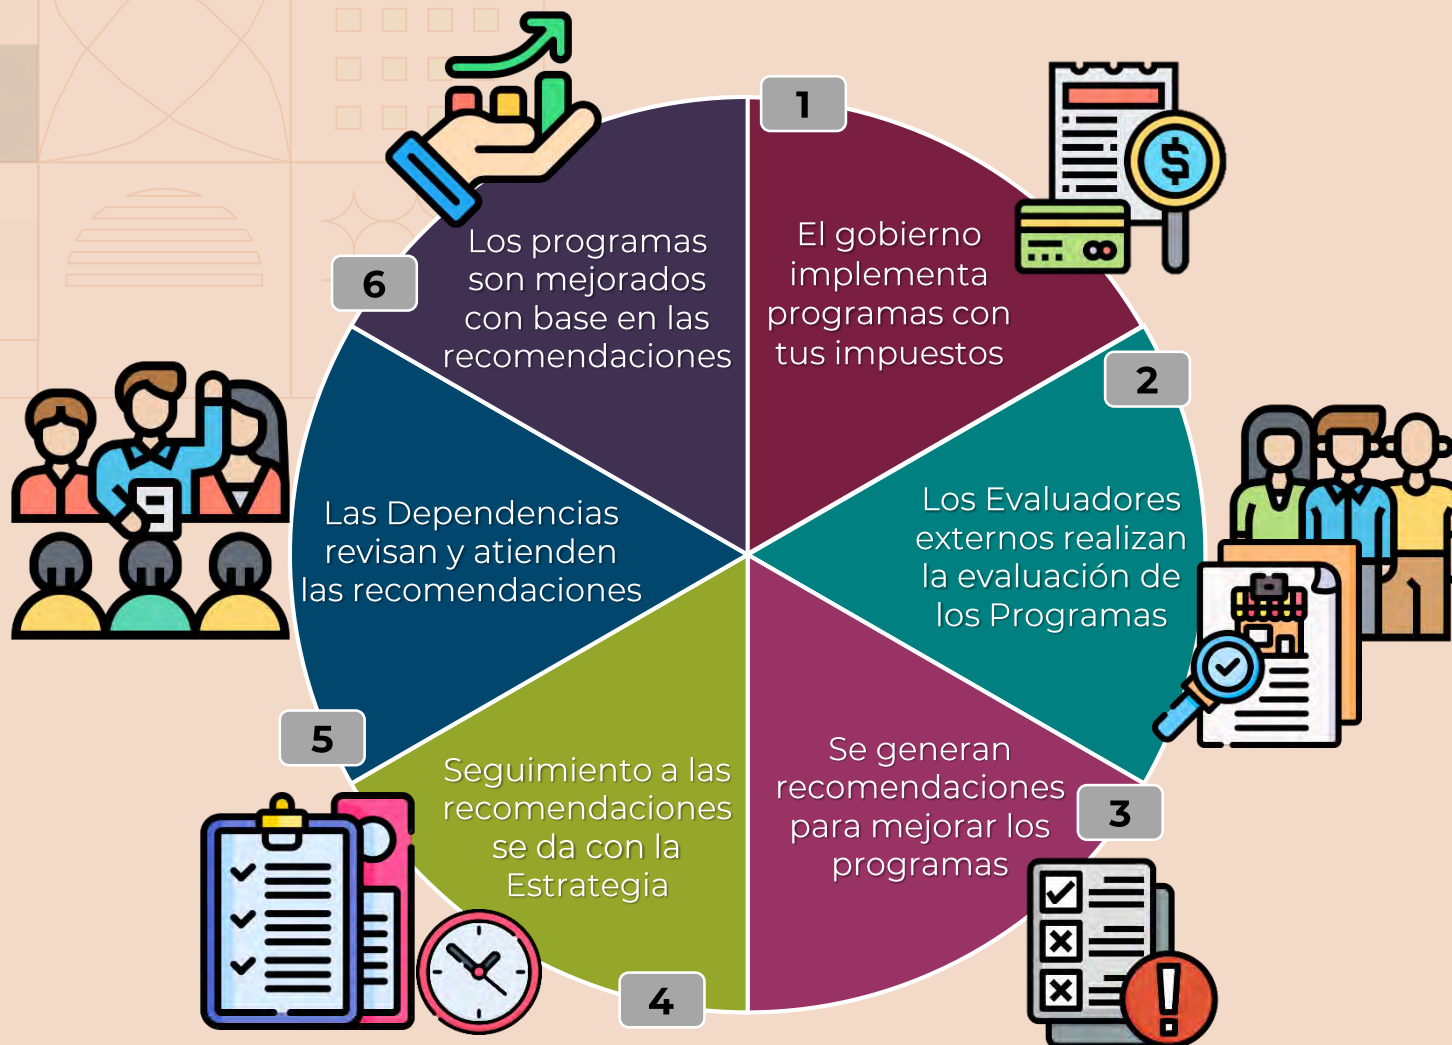 1
El gobierno
implementa
programas con
tus impuestos
2
Los Evaluadores
externos realizan
la evaluación de
los Programas
3
Se generan
recomendaciones
para mejorar los
programas
4
Seguimiento a las
recomendaciones
se da con la
Estrategia
5
Las Dependencias
revisan y atienden
las recomendaciones
6
Los programas
son mejorados
con base en las
recomendaciones
$
!